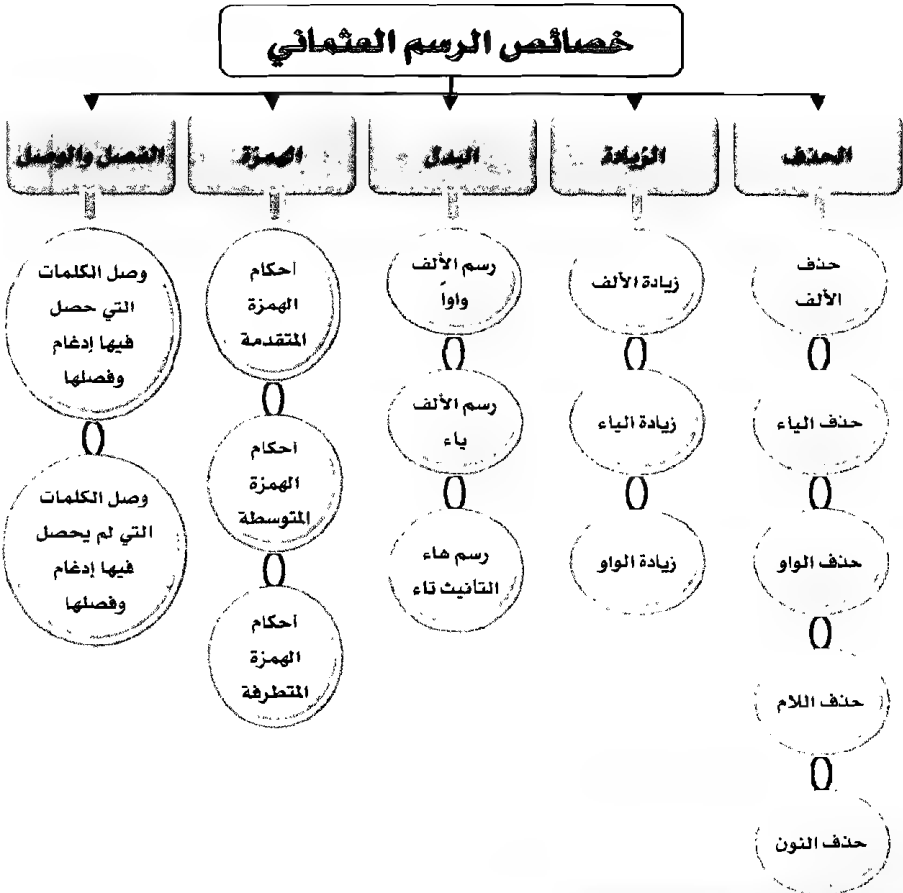 خصائص الرسم العثماني
الحذف
الزيادة
البدل
الهمزة
الفصل والوصل
حذف
الألف
حذف الياء
حذف الواو
حذف اللام
حذف النون
زيادة الألف
زيادة الياء
زيادة الواو
رسم الألف
واواً
رسم الألف
ياء
رسم هاء
التأنيث تاء
أحكام
الهمزة
المتقدمة
أحكام
الهمزة
المتوسطة
أحكام
الهمزة
المتطرفة
وصل الكلمات
التي حصل
فيها إدغام
وفصلها
وصل الكلمات
التي لم يحصل
فيها إدغام
وفصلها